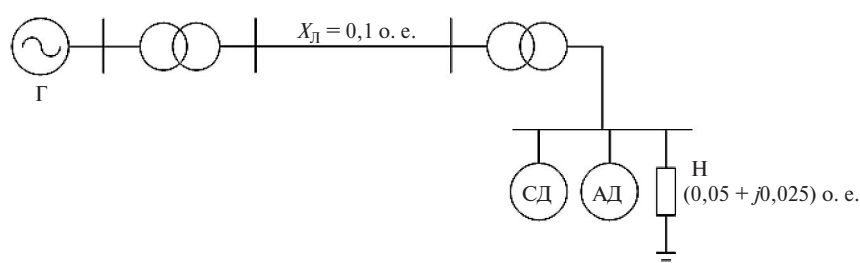 X_Л = 0,1 о. е.
Г
СД
АД
Н
(0,05 + j0,025) о. е.